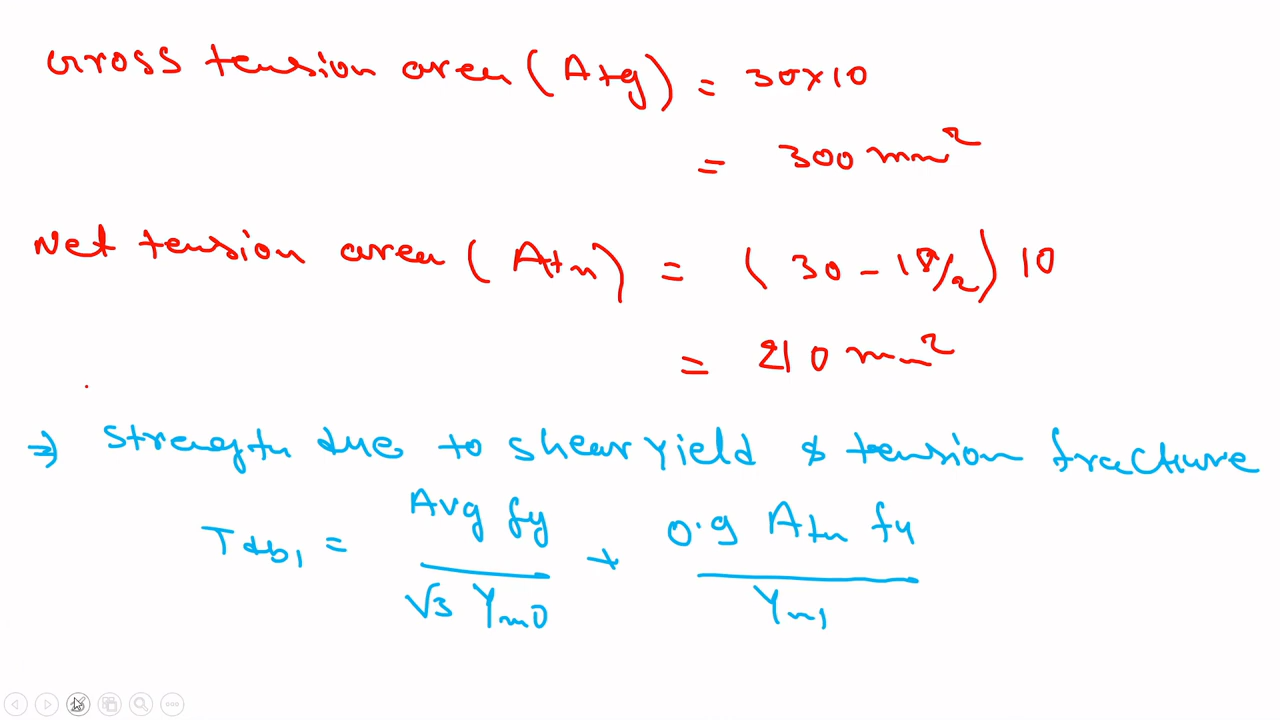 Gross tension area (Atg) = 30×10
= 300 mm²
Net tension area (Atn) = (30 - 18/2) 10
= 210 mm²
⇒ Strength due to shear yield & tension fracture
Tdb1 = Avg fy / √3 γm0 + 0.9 Atn fu / γm1